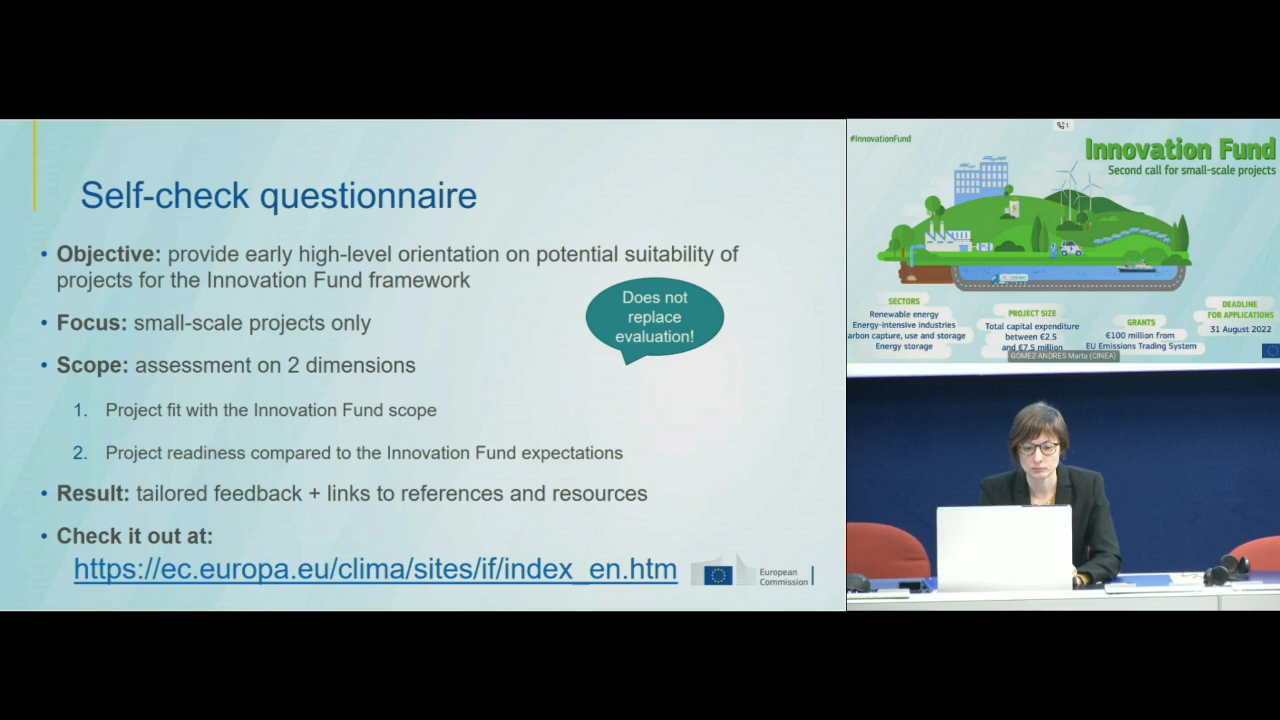 Self-check questionnaire
• Objective: provide early high-level orientation on potential suitability of
projects for the Innovation Fund framework
• Focus: small-scale projects only
• Scope: assessment on 2 dimensions
1. Project fit with the Innovation Fund scope
2. Project readiness compared to the Innovation Fund expectations
• Result: tailored feedback + links to references and resources
• Check it out at:
https://ec.europa.eu/clima/sites/if/index_en.htm
Does not
replace
evaluation!
European
Commission
#InnovationFund
Innovation Fund
Second call for small-scale projects
SECTORS
Renewable energy
Energy-intensive industries
arbon capture, use and storage
Energy storage
PROJECT SIZE
Total capital expenditure
between €2.5
and €7.5 million
GRANTS
€100 million from
EU Emissions Trading System
DEADLINE
FOR APPLICATIONS
31 August 2022
GOMEZ ANDRES Marta (CINEA)